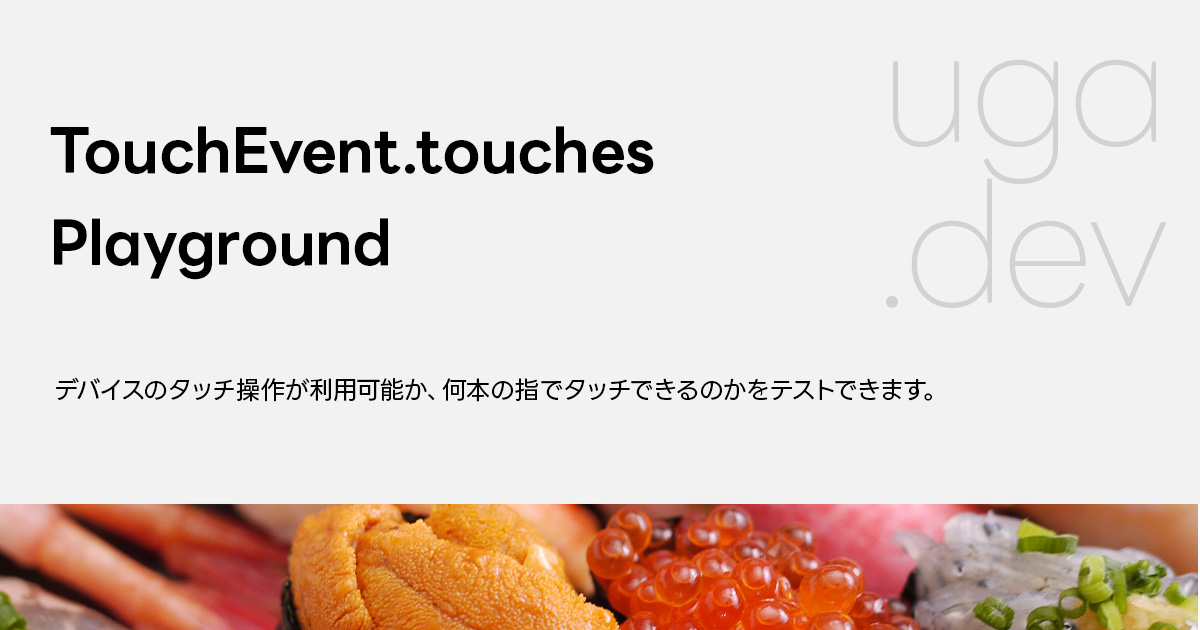 TouchEvent.touches
Playground
デバイスのタッチ操作が利用可能か、何本の指でタッチできるのかをテストできます。
uga
.dev